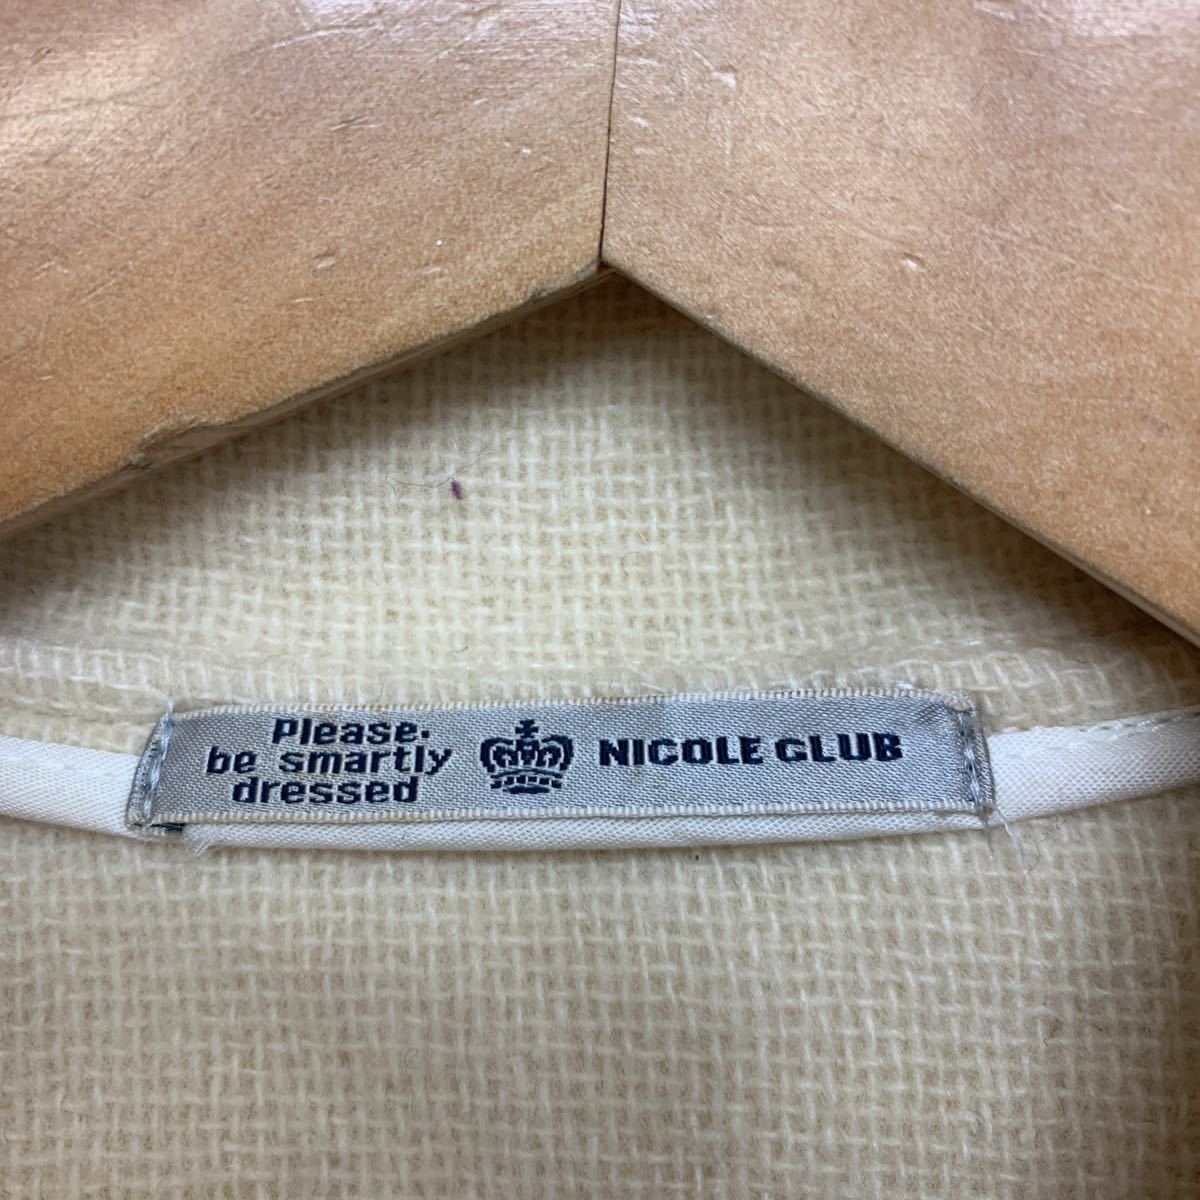 Please.
be smartly
dressed
NICOLE CLUB